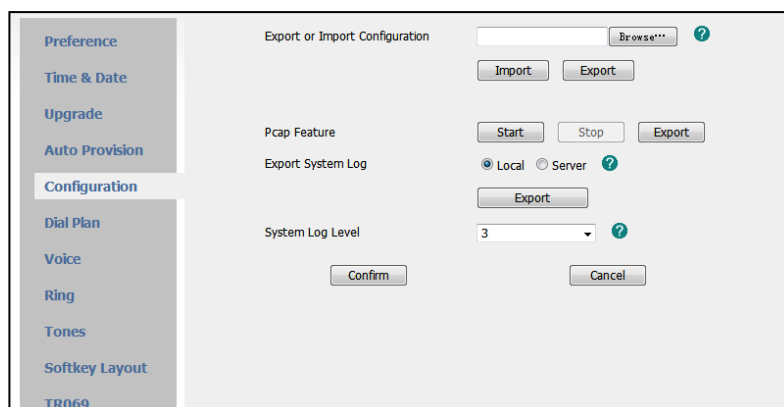 Preference
Time & Date
Upgrade
Auto Provision
Configuration
Dial Plan
Voice
Ring
Tones
Softkey Layout
TR069
Export or Import Configuration Browse... ?
Import Export
Pcap Feature Start Stop Export
Export System Log Local Server ?
Export
System Log Level 3 ?
Confirm Cancel